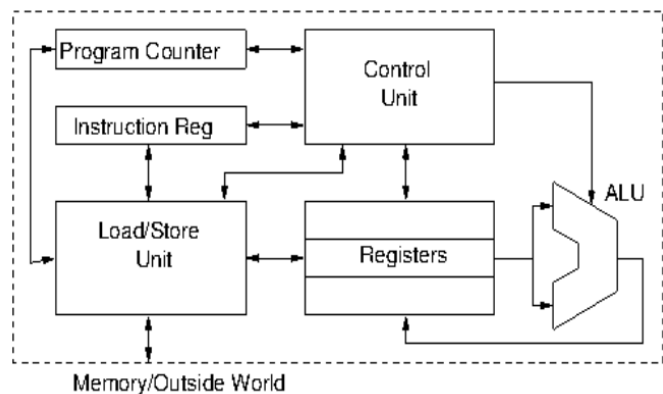 Program Counter
Control
Unit
Instruction Reg
ALU
Load/Store
Unit
Registers
Memory/Outside World